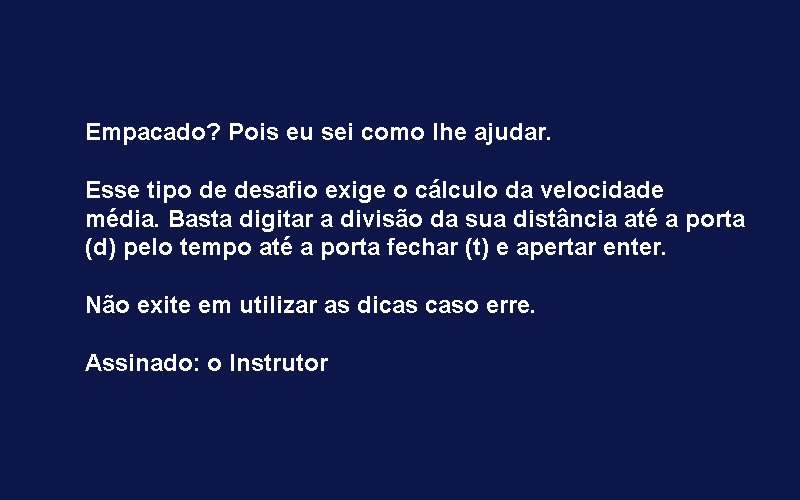 Empacado? Pois eu sei como lhe ajudar.
Esse tipo de desafio exige o cálculo da velocidade
média. Basta digitar a divisão da sua distância até a porta
(d) pelo tempo até a porta fechar (t) e apertar enter.
Não exite em utilizar as dicas caso erre.
Assinado: o Instrutor